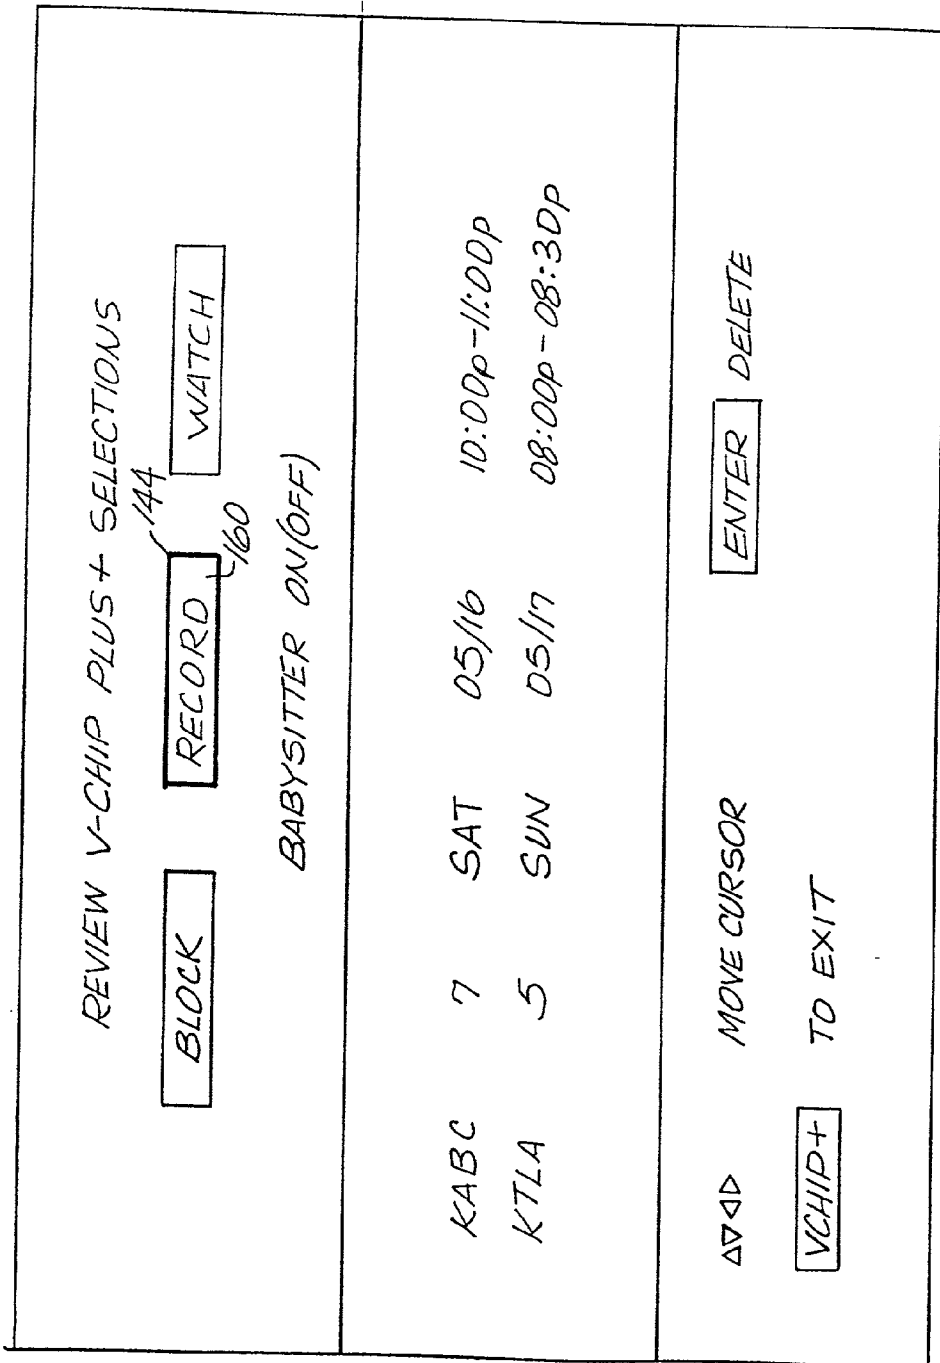 REVIEW V-CHIP PLUS+ SELECTIONS
144
BLOCK RECORD WATCH
160
BABYSITTER ON(OFF)
KABC 7 SAT 05/16 10:00p-11:00p
KTLA 5 SUN 05/17 08:00p-08:30p
△▽◁▷ MOVE CURSOR ENTER DELETE
VCHIP+ TO EXIT